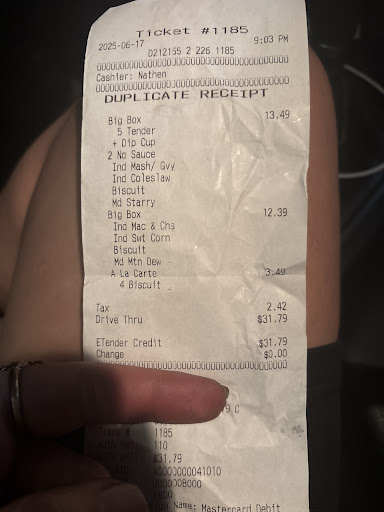 Ticket #1185
2025-06-17 9:03 PM
D212155 2 226 1185
Cashier: Nathen
DUPLICATE RECEIPT
Big Box 13.49
5 Tender
+ Dip Cup
2 No Sauce
Ind Mash/ Gvy
Ind Coleslaw
Biscuit
Md Starry
Big Box 12.39
Ind Mac & Chs
Ind Swt Corn
Biscuit
Md Mtn Dew
A La Carte 3.49
4 Biscuit
Tax 2.42
Drive Thru $31.79
ETender Credit $31.79
Change $0.00
C
1185
110
$31.79
A0000000041010
0000008000
Name: Mastercard Debit